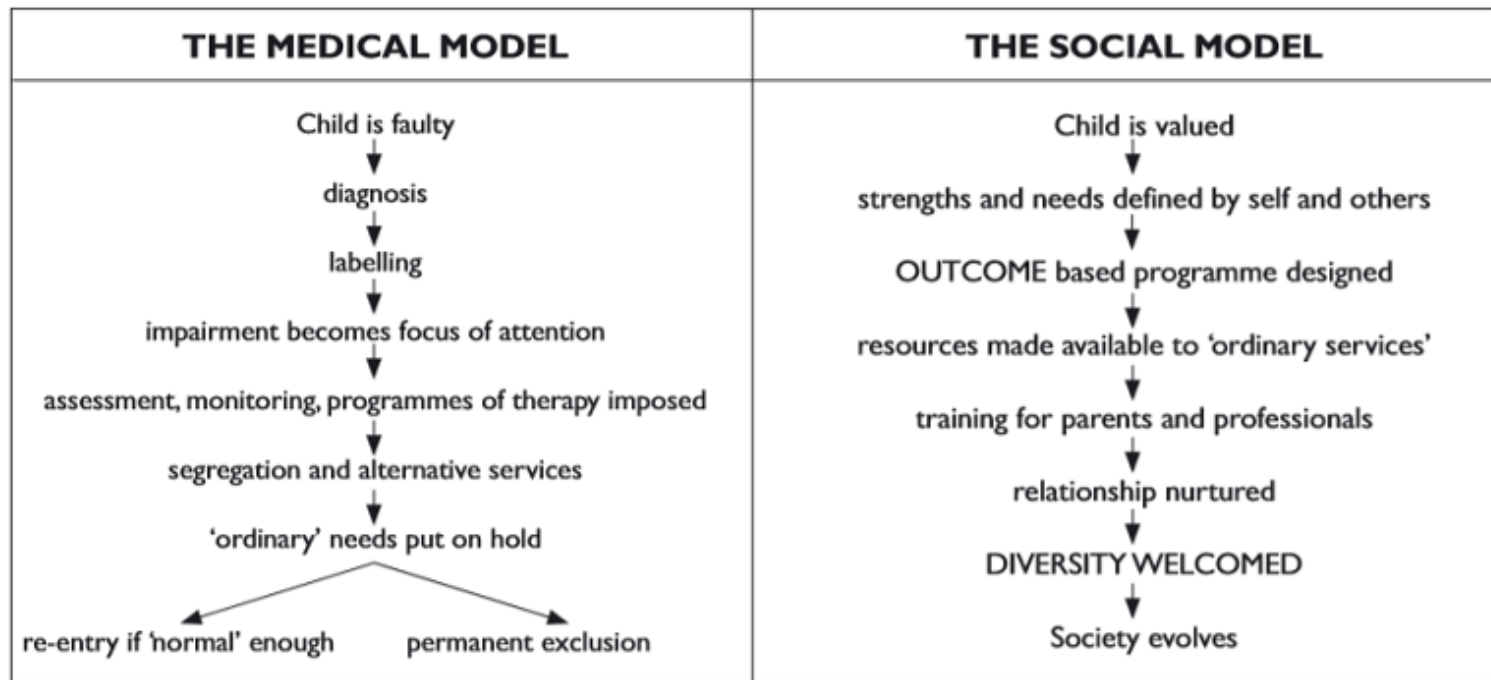 THE MEDICAL MODEL
Child is faulty
diagnosis
labelling
impairment becomes focus of attention
assessment, monitoring, programmes of therapy imposed
segregation and alternative services
‘ordinary’ needs put on hold
re-entry if ‘normal’ enough
permanent exclusion
THE SOCIAL MODEL
Child is valued
strengths and needs defined by self and others
OUTCOME based programme designed
resources made available to ‘ordinary services’
training for parents and professionals
relationship nurtured
DIVERSITY WELCOMED
Society evolves